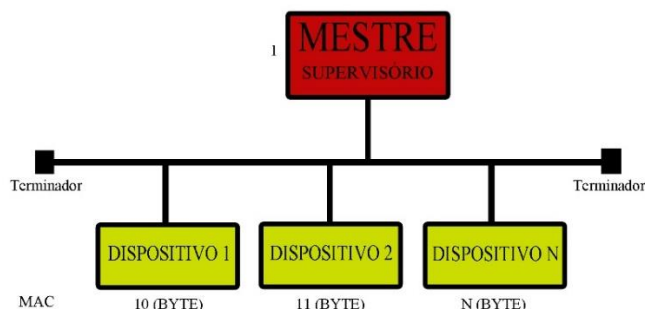 1
MESTRE
SUPERVISÓRIO
Terminador
Terminador
DISPOSITIVO 1
DISPOSITIVO 2
DISPOSITIVO N
MAC
10 (BYTE)
11 (BYTE)
N (BYTE)